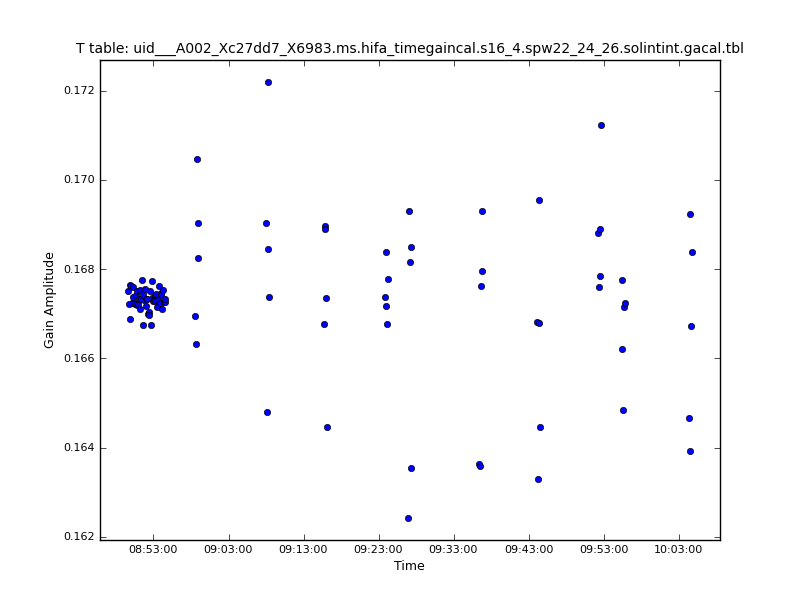 T table: uid___A002_Xc27dd7_X6983.ms.hifa_timegaincal.s16_4.spw22_24_26.solintint.gacal.tbl
0.172
0.170
0.168
0.166
0.164
0.162
Gain Amplitude
08:53:00 09:03:00 09:13:00 09:23:00 09:33:00 09:43:00 09:53:00 10:03:00
Time